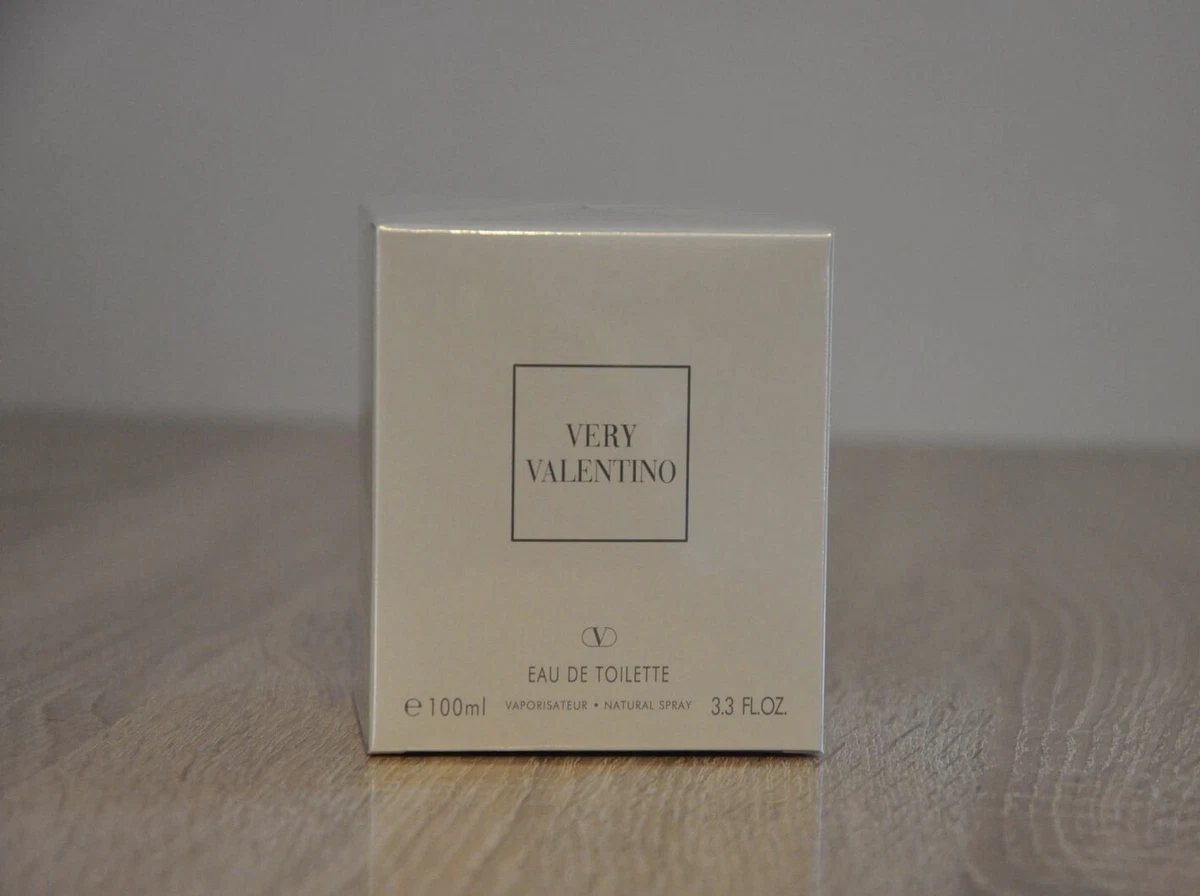 VERY
VALENTINO
V
EAU DE TOILETTE
℮ 100ml VAPORISATEUR • NATURAL SPRAY 3.3 FL.OZ.